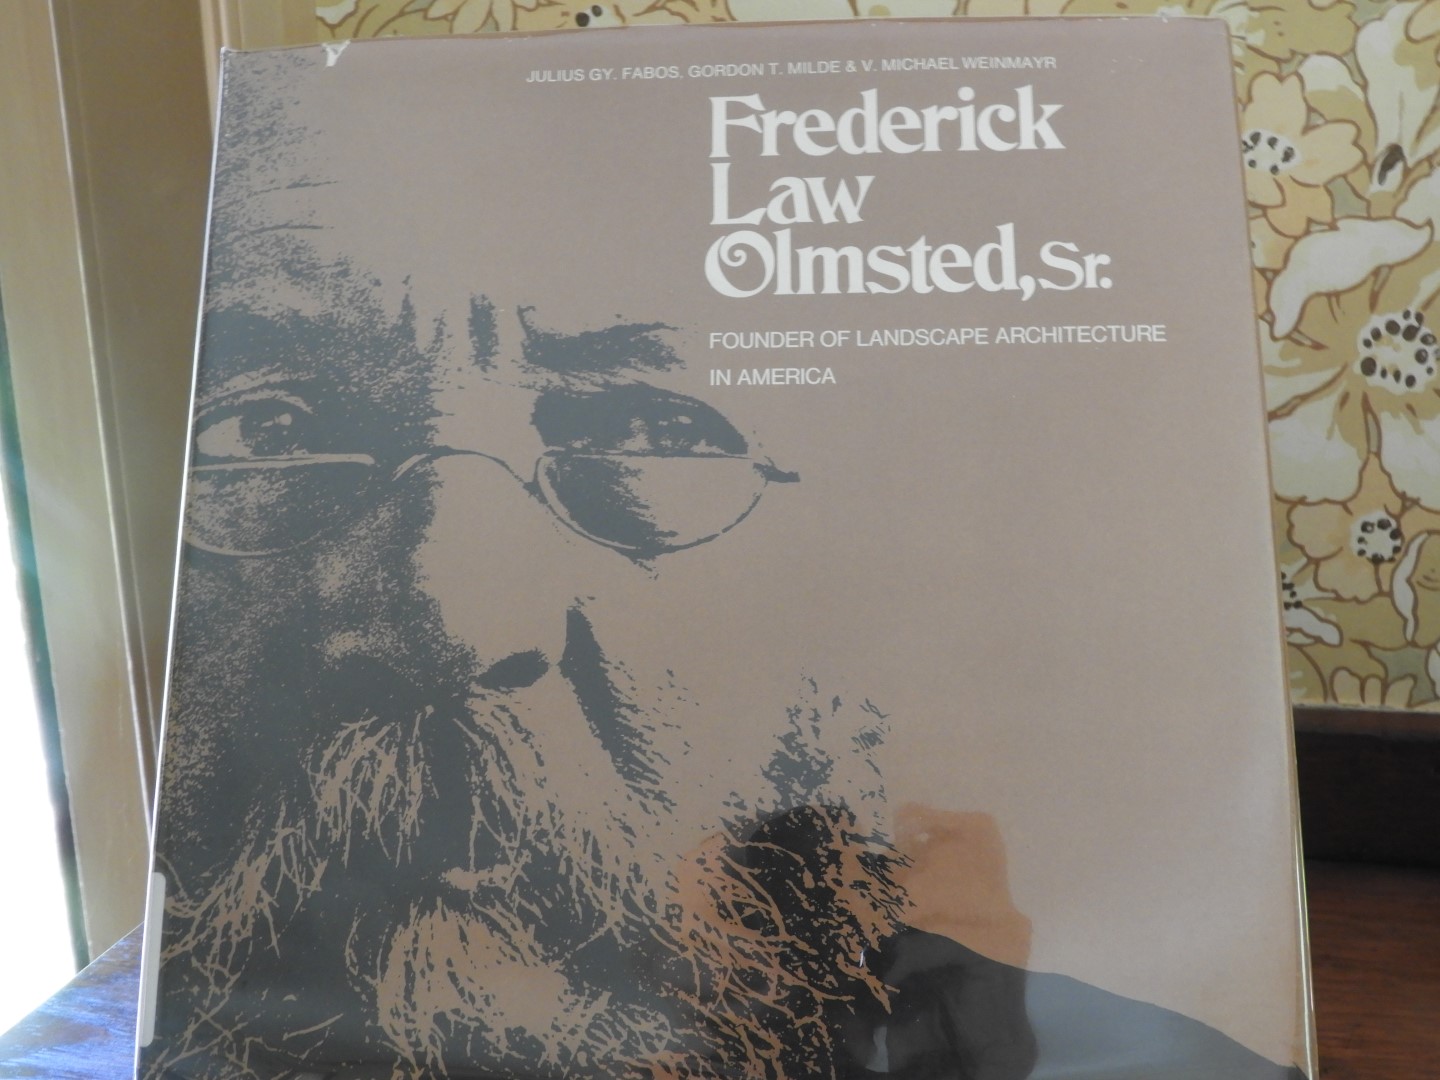 JULIUS GY. FABOS, GORDON T. MILDE & V. MICHAEL WEINMAYR
Frederick
Law
Olmsted, Sr.
FOUNDER OF LANDSCAPE ARCHITECTURE
IN AMERICA